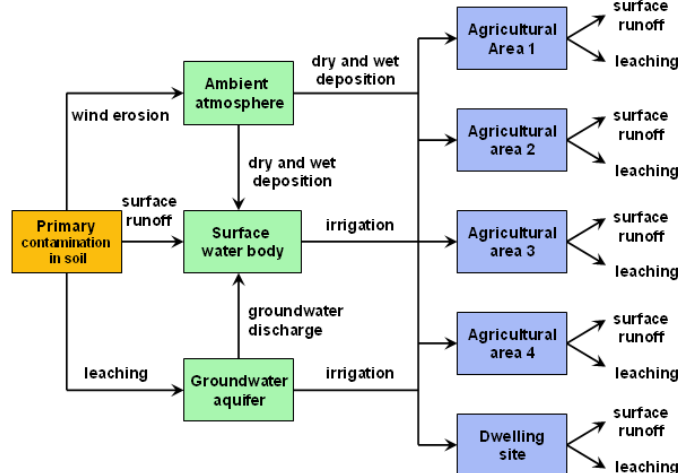 surface
runoff
Agricultural
Area 1
leaching
dry and wet
deposition
Ambient
atmosphere
wind erosion
surface
runoff
Agricultural
area 2
leaching
dry and wet
deposition
surface
runoff
Primary
contamination
in soil
Surface
water body
irrigation
Agricultural
area 3
surface
runoff
leaching
groundwater
discharge
surface
runoff
Agricultural
area 4
leaching
leaching
Groundwater
aquifer
irrigation
surface
runoff
Dwelling
site
leaching